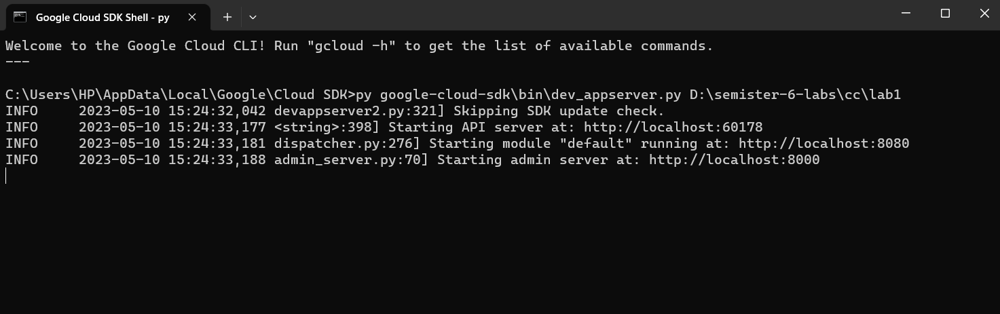 Google Cloud SDK Shell - py
Welcome to the Google Cloud CLI! Run "gcloud -h" to get the list of available commands.
---
C:\Users\HP\AppData\Local\Google\Cloud SDK>py google-cloud-sdk\bin\dev_appserver.py D:\semister-6-labs\cc\lab1
INFO     2023-05-10 15:24:32,042 devappserver2.py:321] Skipping SDK update check.
INFO     2023-05-10 15:24:33,177 <string>:398] Starting API server at: http://localhost:60178
INFO     2023-05-10 15:24:33,181 dispatcher.py:276] Starting module "default" running at: http://localhost:8080
INFO     2023-05-10 15:24:33,188 admin_server.py:70] Starting admin server at: http://localhost:8000